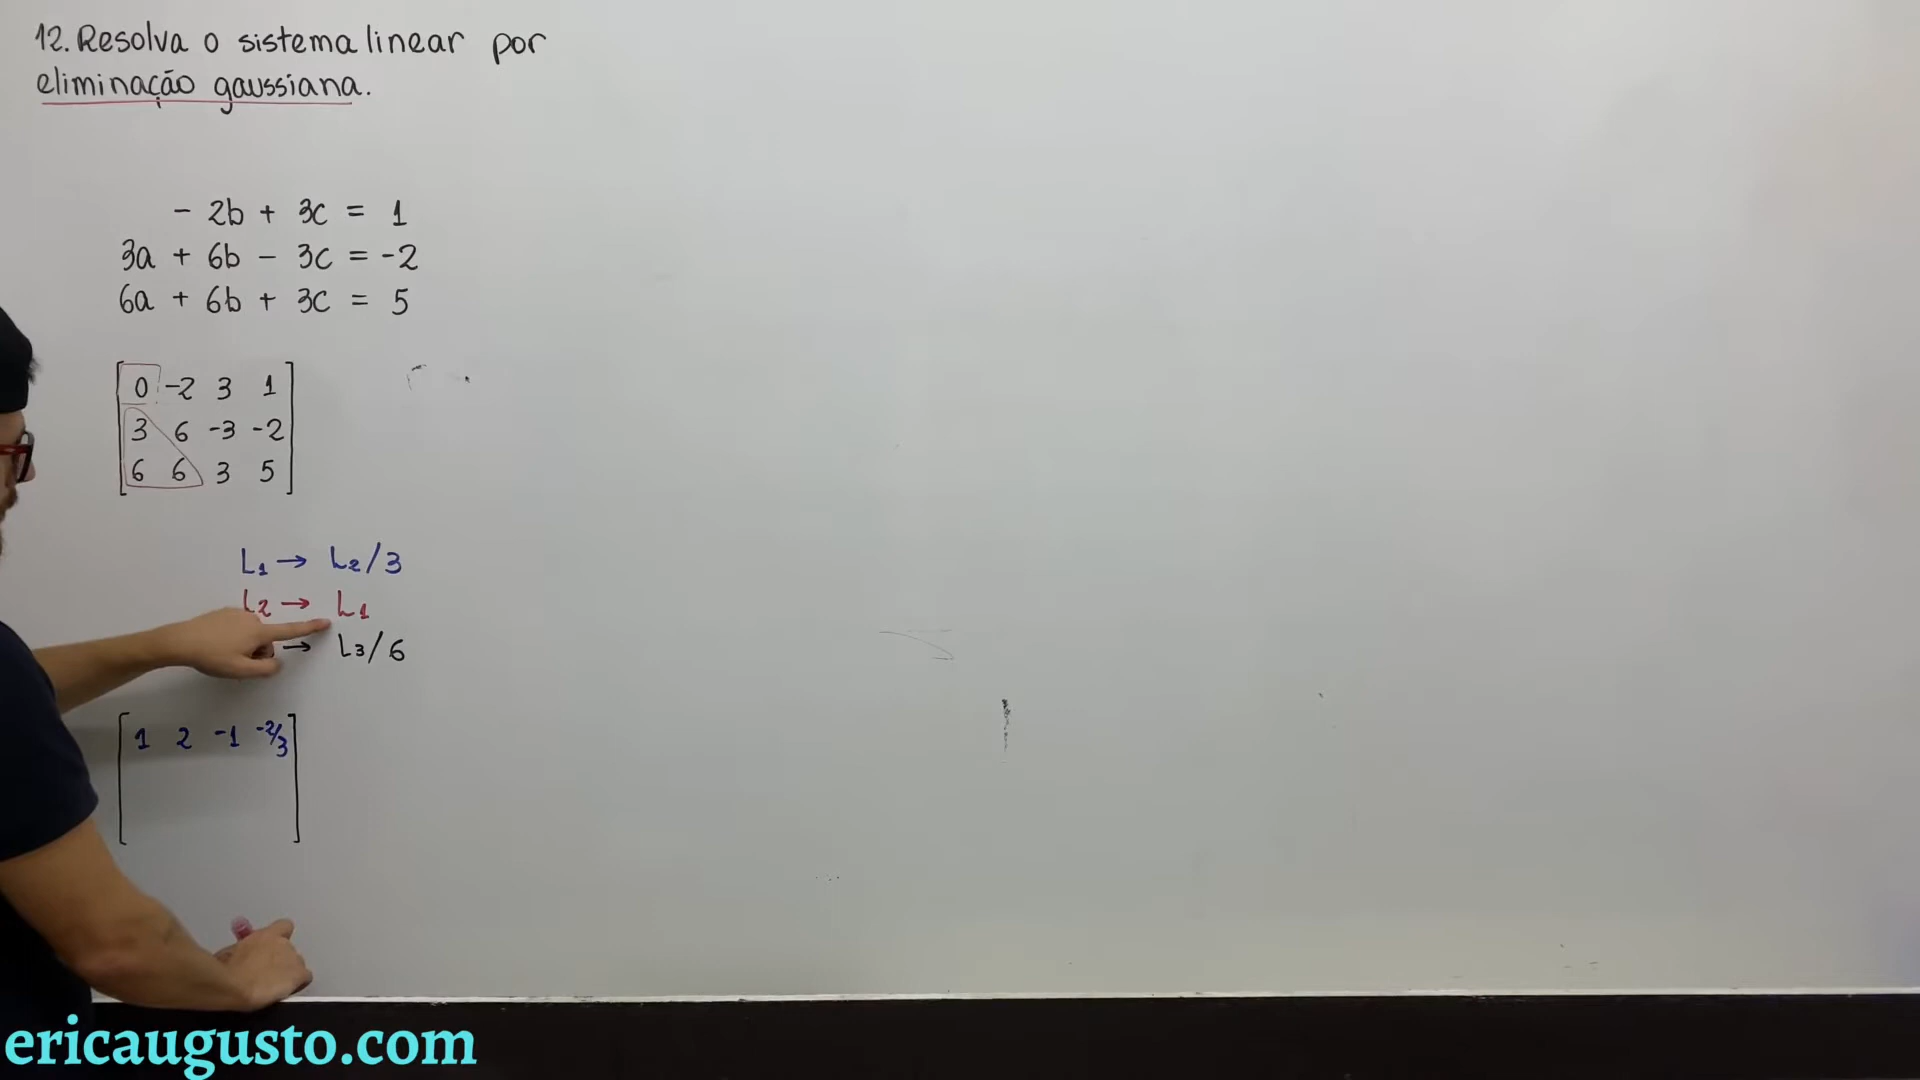 12. Resolva o sistema linear por
eliminação gaussiana.
- 2b + 3c = 1
3a + 6b - 3c = -2
6a + 6b + 3c = 5
0 -2 3 1
3 6 -3 -2
6 6 3 5
L1 → L2/3
L2 → L1
→ L3/6
1 2 -1 -2/3
ericaugusto.com